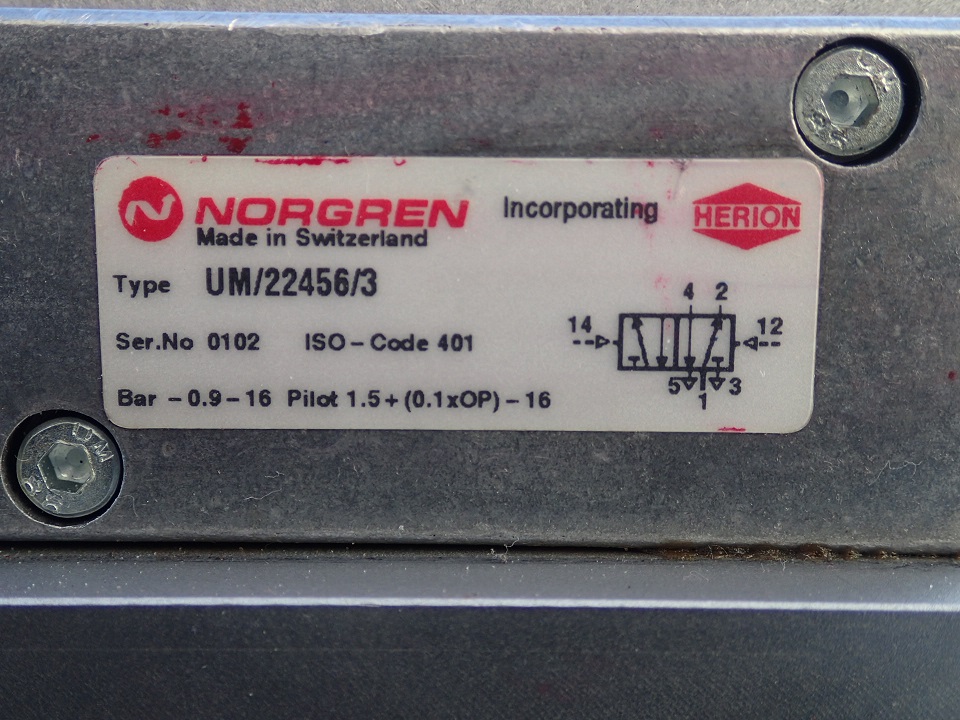 NORGREN Incorporating HERION
Made in Switzerland
Type UM/22456/3
4 2
14 12
Ser.No 0102 ISO-Code 401
5 3
1
Bar -0.9-16 Pilot 1.5+(0.1xOP)-16
UM